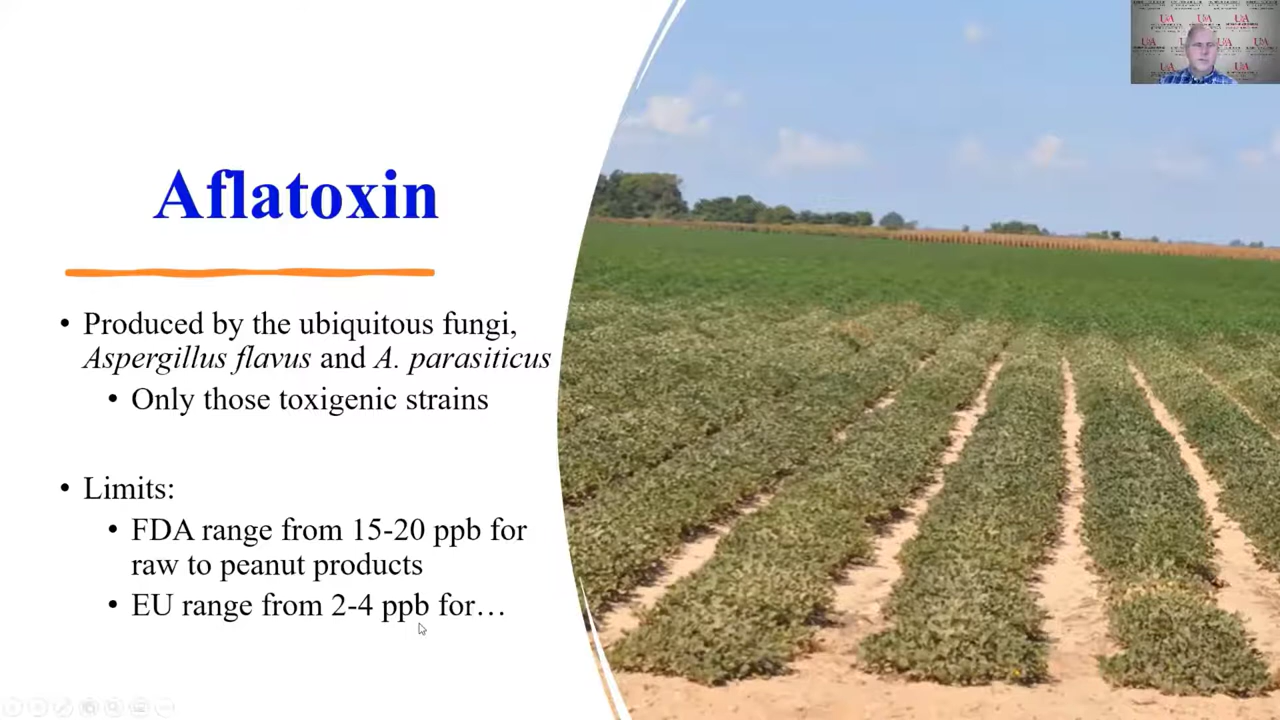 Aflatoxin
• Produced by the ubiquitous fungi,
Aspergillus flavus and A. parasiticus
• Only those toxigenic strains
• Limits:
• FDA range from 15-20 ppb for
raw to peanut products
• EU range from 2-4 ppb for…